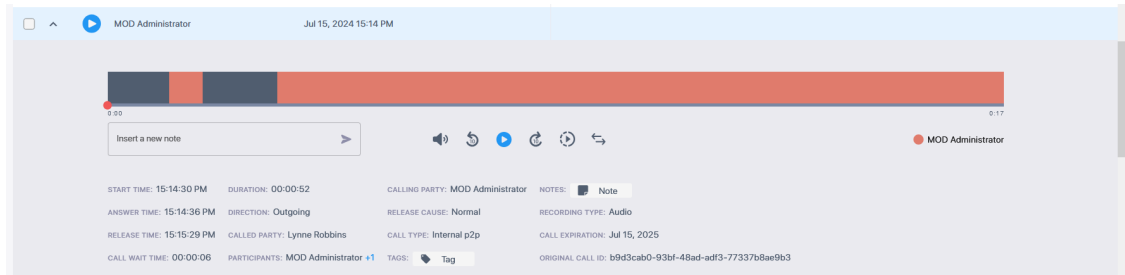 MOD Administrator Jul 15, 2024 15:14 PM
0:00 0:17
Insert a new note
10 10 MOD Administrator
START TIME: 15:14:30 PM DURATION: 00:00:52 CALLING PARTY: MOD Administrator NOTES: Note
ANSWER TIME: 15:14:36 PM DIRECTION: Outgoing RELEASE CAUSE: Normal RECORDING TYPE: Audio
RELEASE TIME: 15:15:29 PM CALLED PARTY: Lynne Robbins CALL TYPE: Internal p2p CALL EXPIRATION: Jul 15, 2025
CALL WAIT TIME: 00:00:06 PARTICIPANTS: MOD Administrator +1 TAGS: Tag ORIGINAL CALL ID: b9d3cab0-93bf-48ad-adf3-77337b8ae9b3